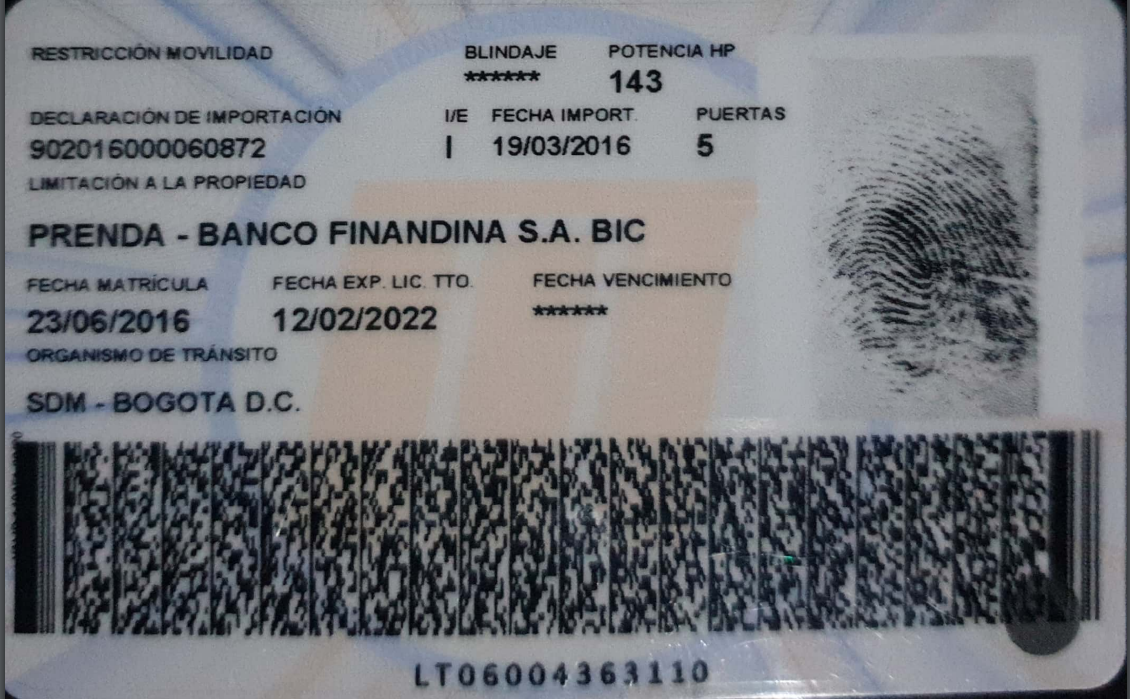 RESTRICCIÓN MOVILIDAD BLINDAJE POTENCIA HP
****** 143
DECLARACIÓN DE IMPORTACIÓN I/E FECHA IMPORT. PUERTAS
902016000060872 I 19/03/2016 5
LIMITACIÓN A LA PROPIEDAD
PRENDA - BANCO FINANDINA S.A. BIC
FECHA MATRÍCULA FECHA EXP. LIC. TTO. FECHA VENCIMIENTO
23/06/2016 12/02/2022 ******
ORGANISMO DE TRÁNSITO
SDM - BOGOTA D.C.
LT06004363110